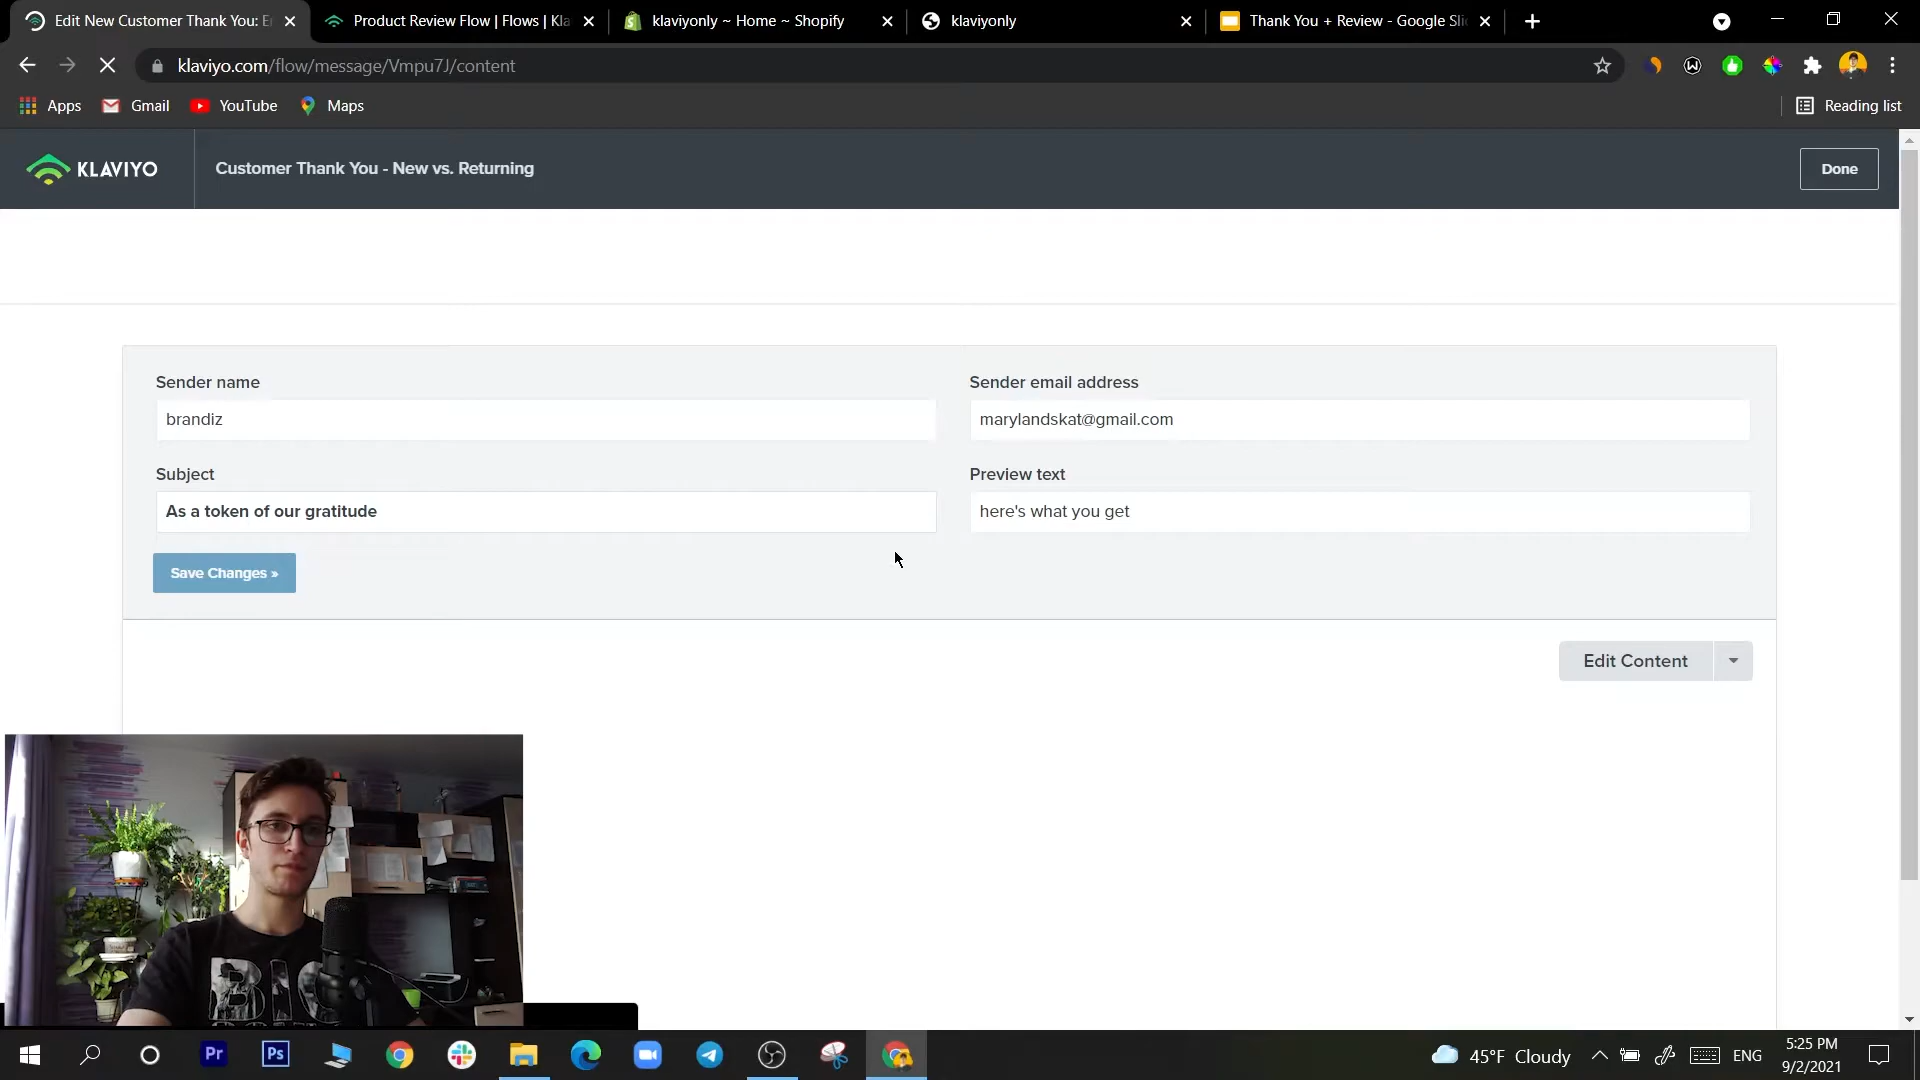 Edit New Customer Thank You: E
Product Review Flow | Flows | Kla
klaviyonly ~ Home ~ Shopify
klaviyonly
Thank You + Review - Google Sli
klaviyo.com/flow/message/Vmpu7J/content
Apps
Gmail
YouTube
Maps
Reading list
KLAVIYO
Customer Thank You - New vs. Returning
Done
Sender name
Sender email address
brandiz
marylandskat@gmail.com
Subject
Preview text
As a token of our gratitude
here's what you get
Save Changes »
Edit Content
BIG
Pr
Ps
45°F Cloudy
ENG
5:25 PM
9/2/2021